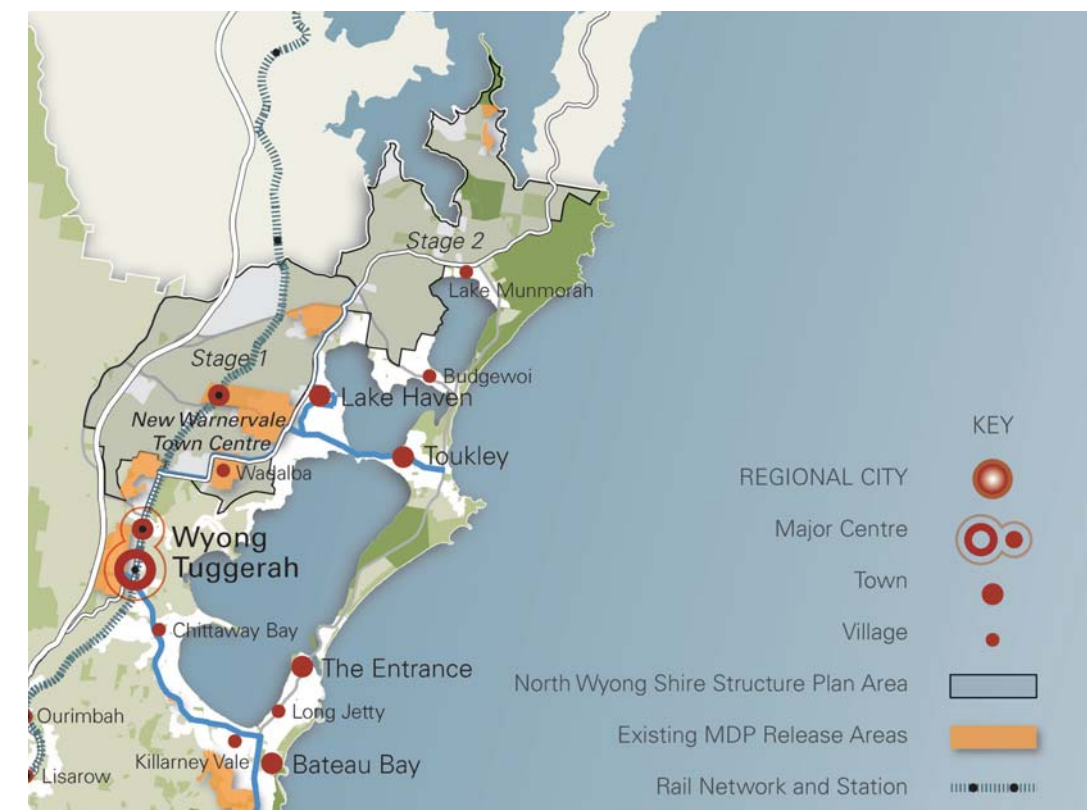 Stage 2
Lake Munmorah
Stage 1
Budgewoi
Lake Haven
New Warnervale
Town Centre
Toukley
Wadalba
Wyong
Tuggerah
Chittaway Bay
The Entrance
Long Jetty
Ourimbah
Killarney Vale
Bateau Bay
Lisarow
KEY
REGIONAL CITY
Major Centre
Town
Village
North Wyong Shire Structure Plan Area
Existing MDP Release Areas
Rail Network and Station